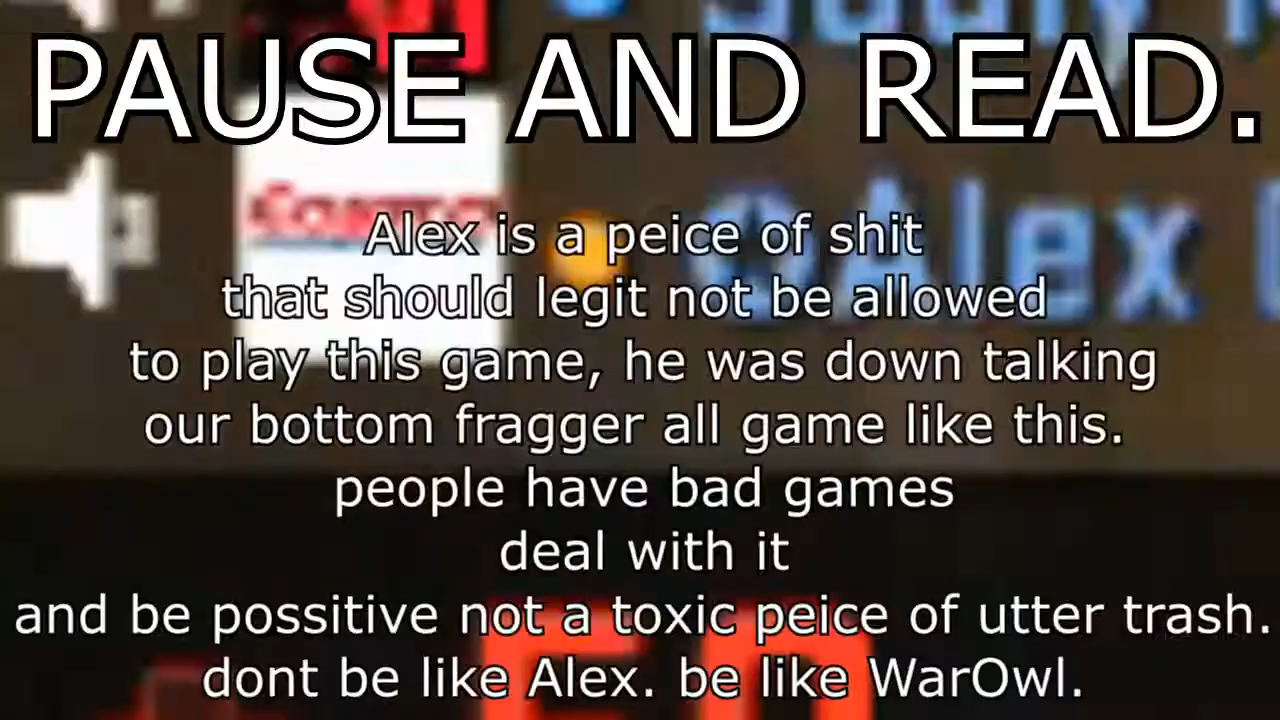 PAUSE AND READ.
Alex is a peice of shit
that should legit not be allowed
to play this game, he was down talking
our bottom fragger all game like this.
people have bad games
deal with it
and be possitive not a toxic peice of utter trash.
dont be like Alex. be like WarOwl.
Alex